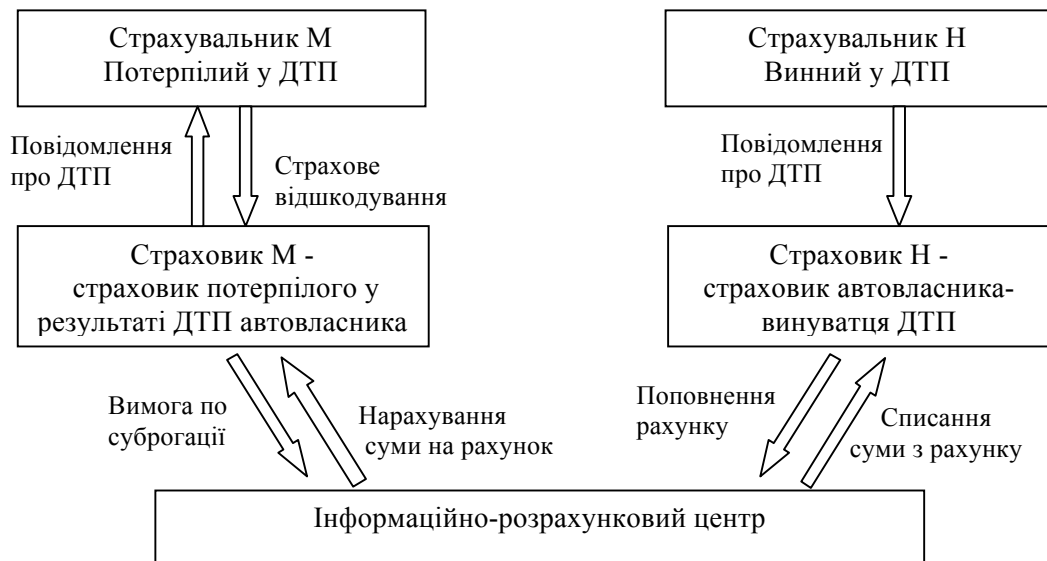 Страхувальник М
Потерпілий у ДТП
Страхувальник Н
Винний у ДТП
Повідомлення
про ДТП
Страхове
відшкодування
Повідомлення
про ДТП
Страховик М -
страховик потерпілого у
результаті ДТП автовласника
Страховик Н -
страховик автовласника-
винуватця ДТП
Вимога по
суброгації
Нарахування
суми на рахунок
Поповнення
рахунку
Списання
суми з рахунку
Інформаційно-розрахунковий центр